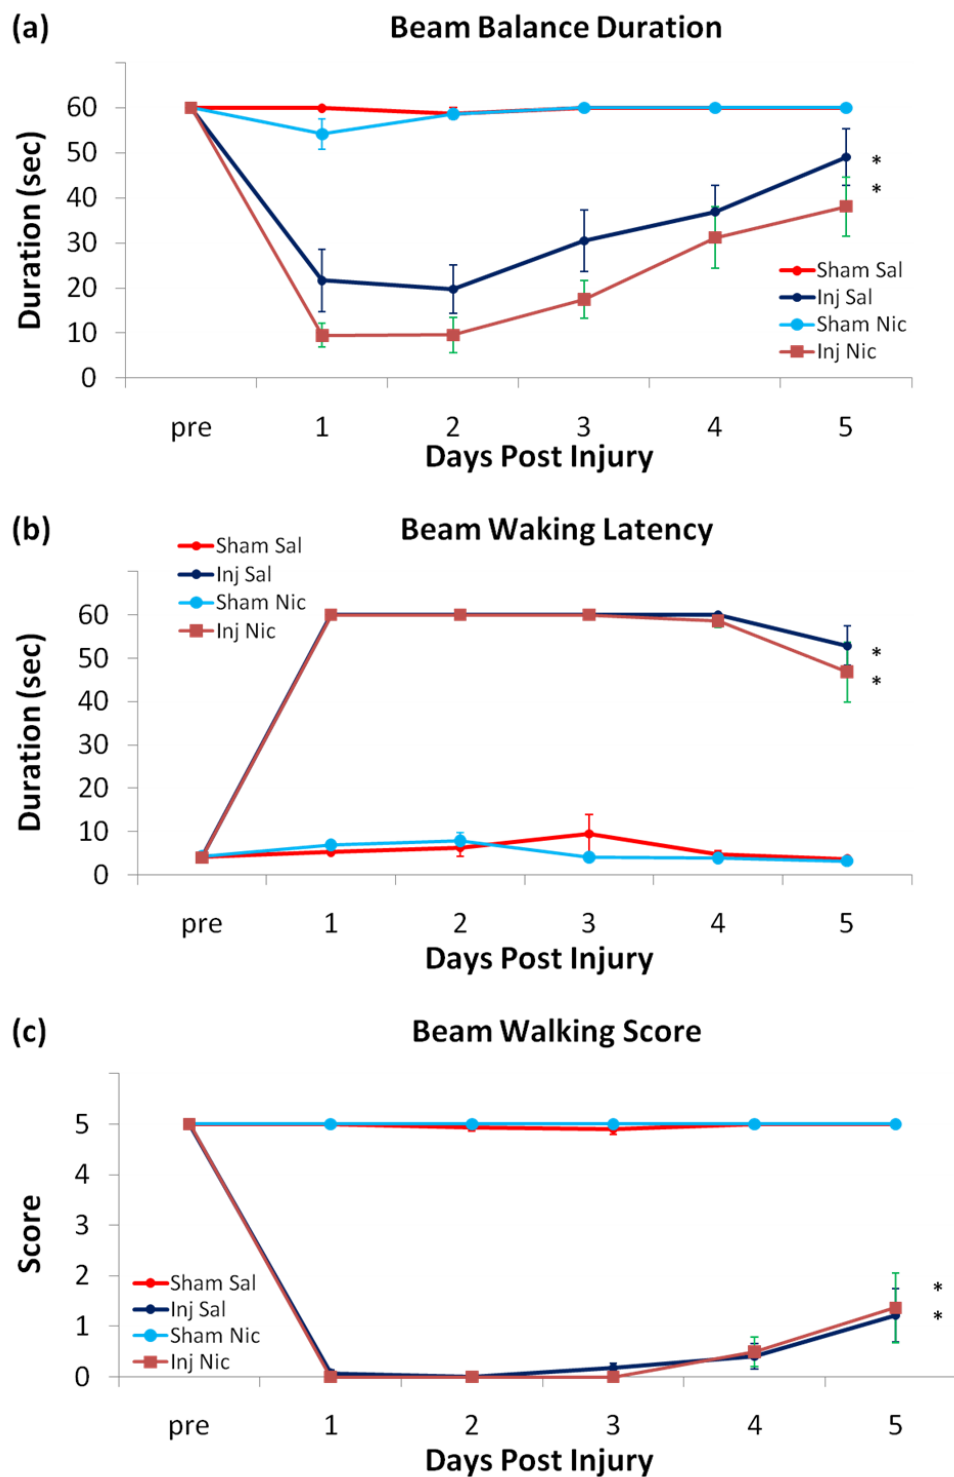 (a) Beam Balance Duration
Duration (sec)
60
50
40
30
20
10
0
*
*
Sham Sal
Inj Sal
Sham Nic
Inj Nic
pre 1 2 3 4 5
Days Post Injury
(b) Beam Waking Latency
Sham Sal
Inj Sal
Sham Nic
Inj Nic
Duration (sec)
60
50
40
30
20
10
0
*
*
pre 1 2 3 4 5
Days Post Injury
(c) Beam Walking Score
Score
5
4
3
2
1
0
Sham Sal
Inj Sal
Sham Nic
Inj Nic
*
*
pre 1 2 3 4 5
Days Post Injury